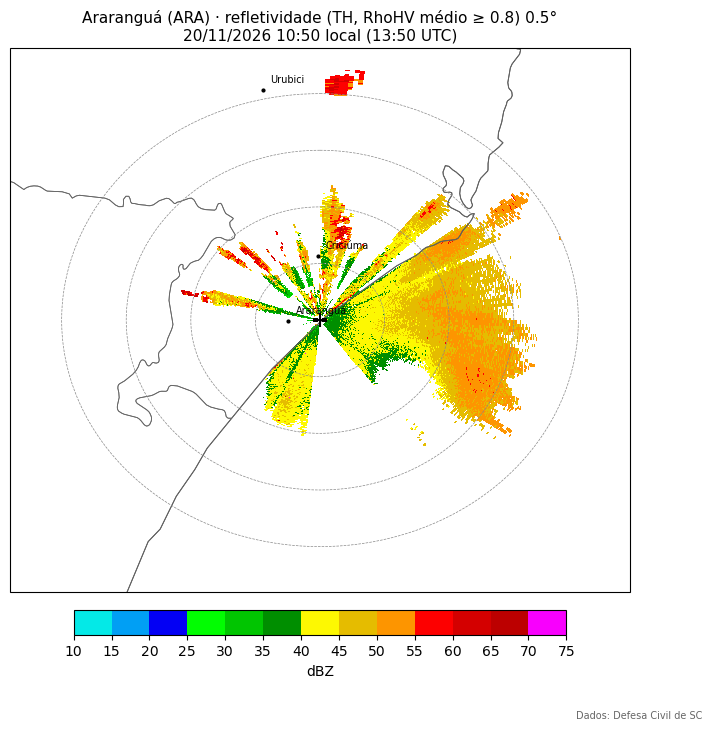 Araranguá (ARA) · refletividade (TH, RhoHV médio ≥ 0.8) 0.5°
20/11/2026 10:50 local (13:50 UTC)
Urubici
Criciúma
Araranguá
10 15 20 25 30 35 40 45 50 55 60 65 70 75
dBZ
Dados: Defesa Civil de SC